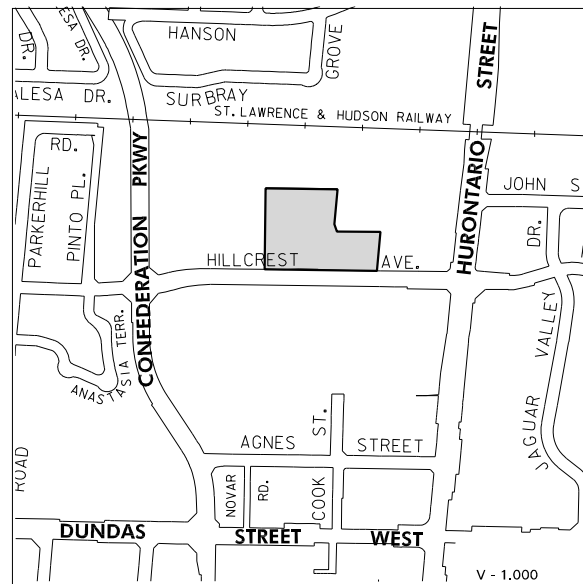 DR.
ESA DR.
HANSON
GROVE
STREET
ALESA DR.
SURBRAY
ST. LAWRENCE & HUDSON RAILWAY
RD.
PARKERHILL
PINTO PL.
CONFEDERATION PKWY
HURONTARIO
JOHN S
DR.
HILLCREST AVE.
ANASTASIA TERR.
JAGUAR VALLEY
AGNES STREET
ST.
COOK
ROAD
NOVAR
RD.
DUNDAS STREET WEST
V - 1.000